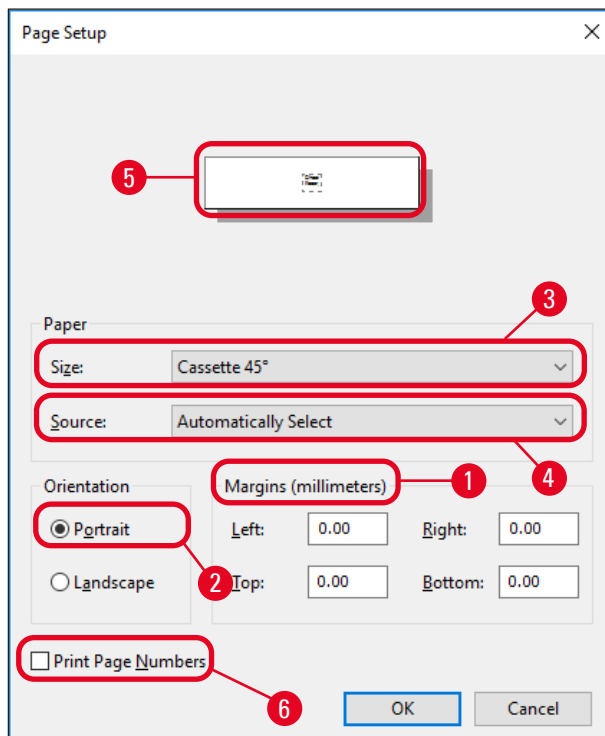 Page Setup
5
3
Paper
Size: Cassette 45°
Source: Automatically Select
4
Orientation
Margins (millimeters)
1
Portrait
Left: 0.00 Right: 0.00
2
Landscape
Top: 0.00 Bottom: 0.00
Print Page Numbers
6
OK Cancel